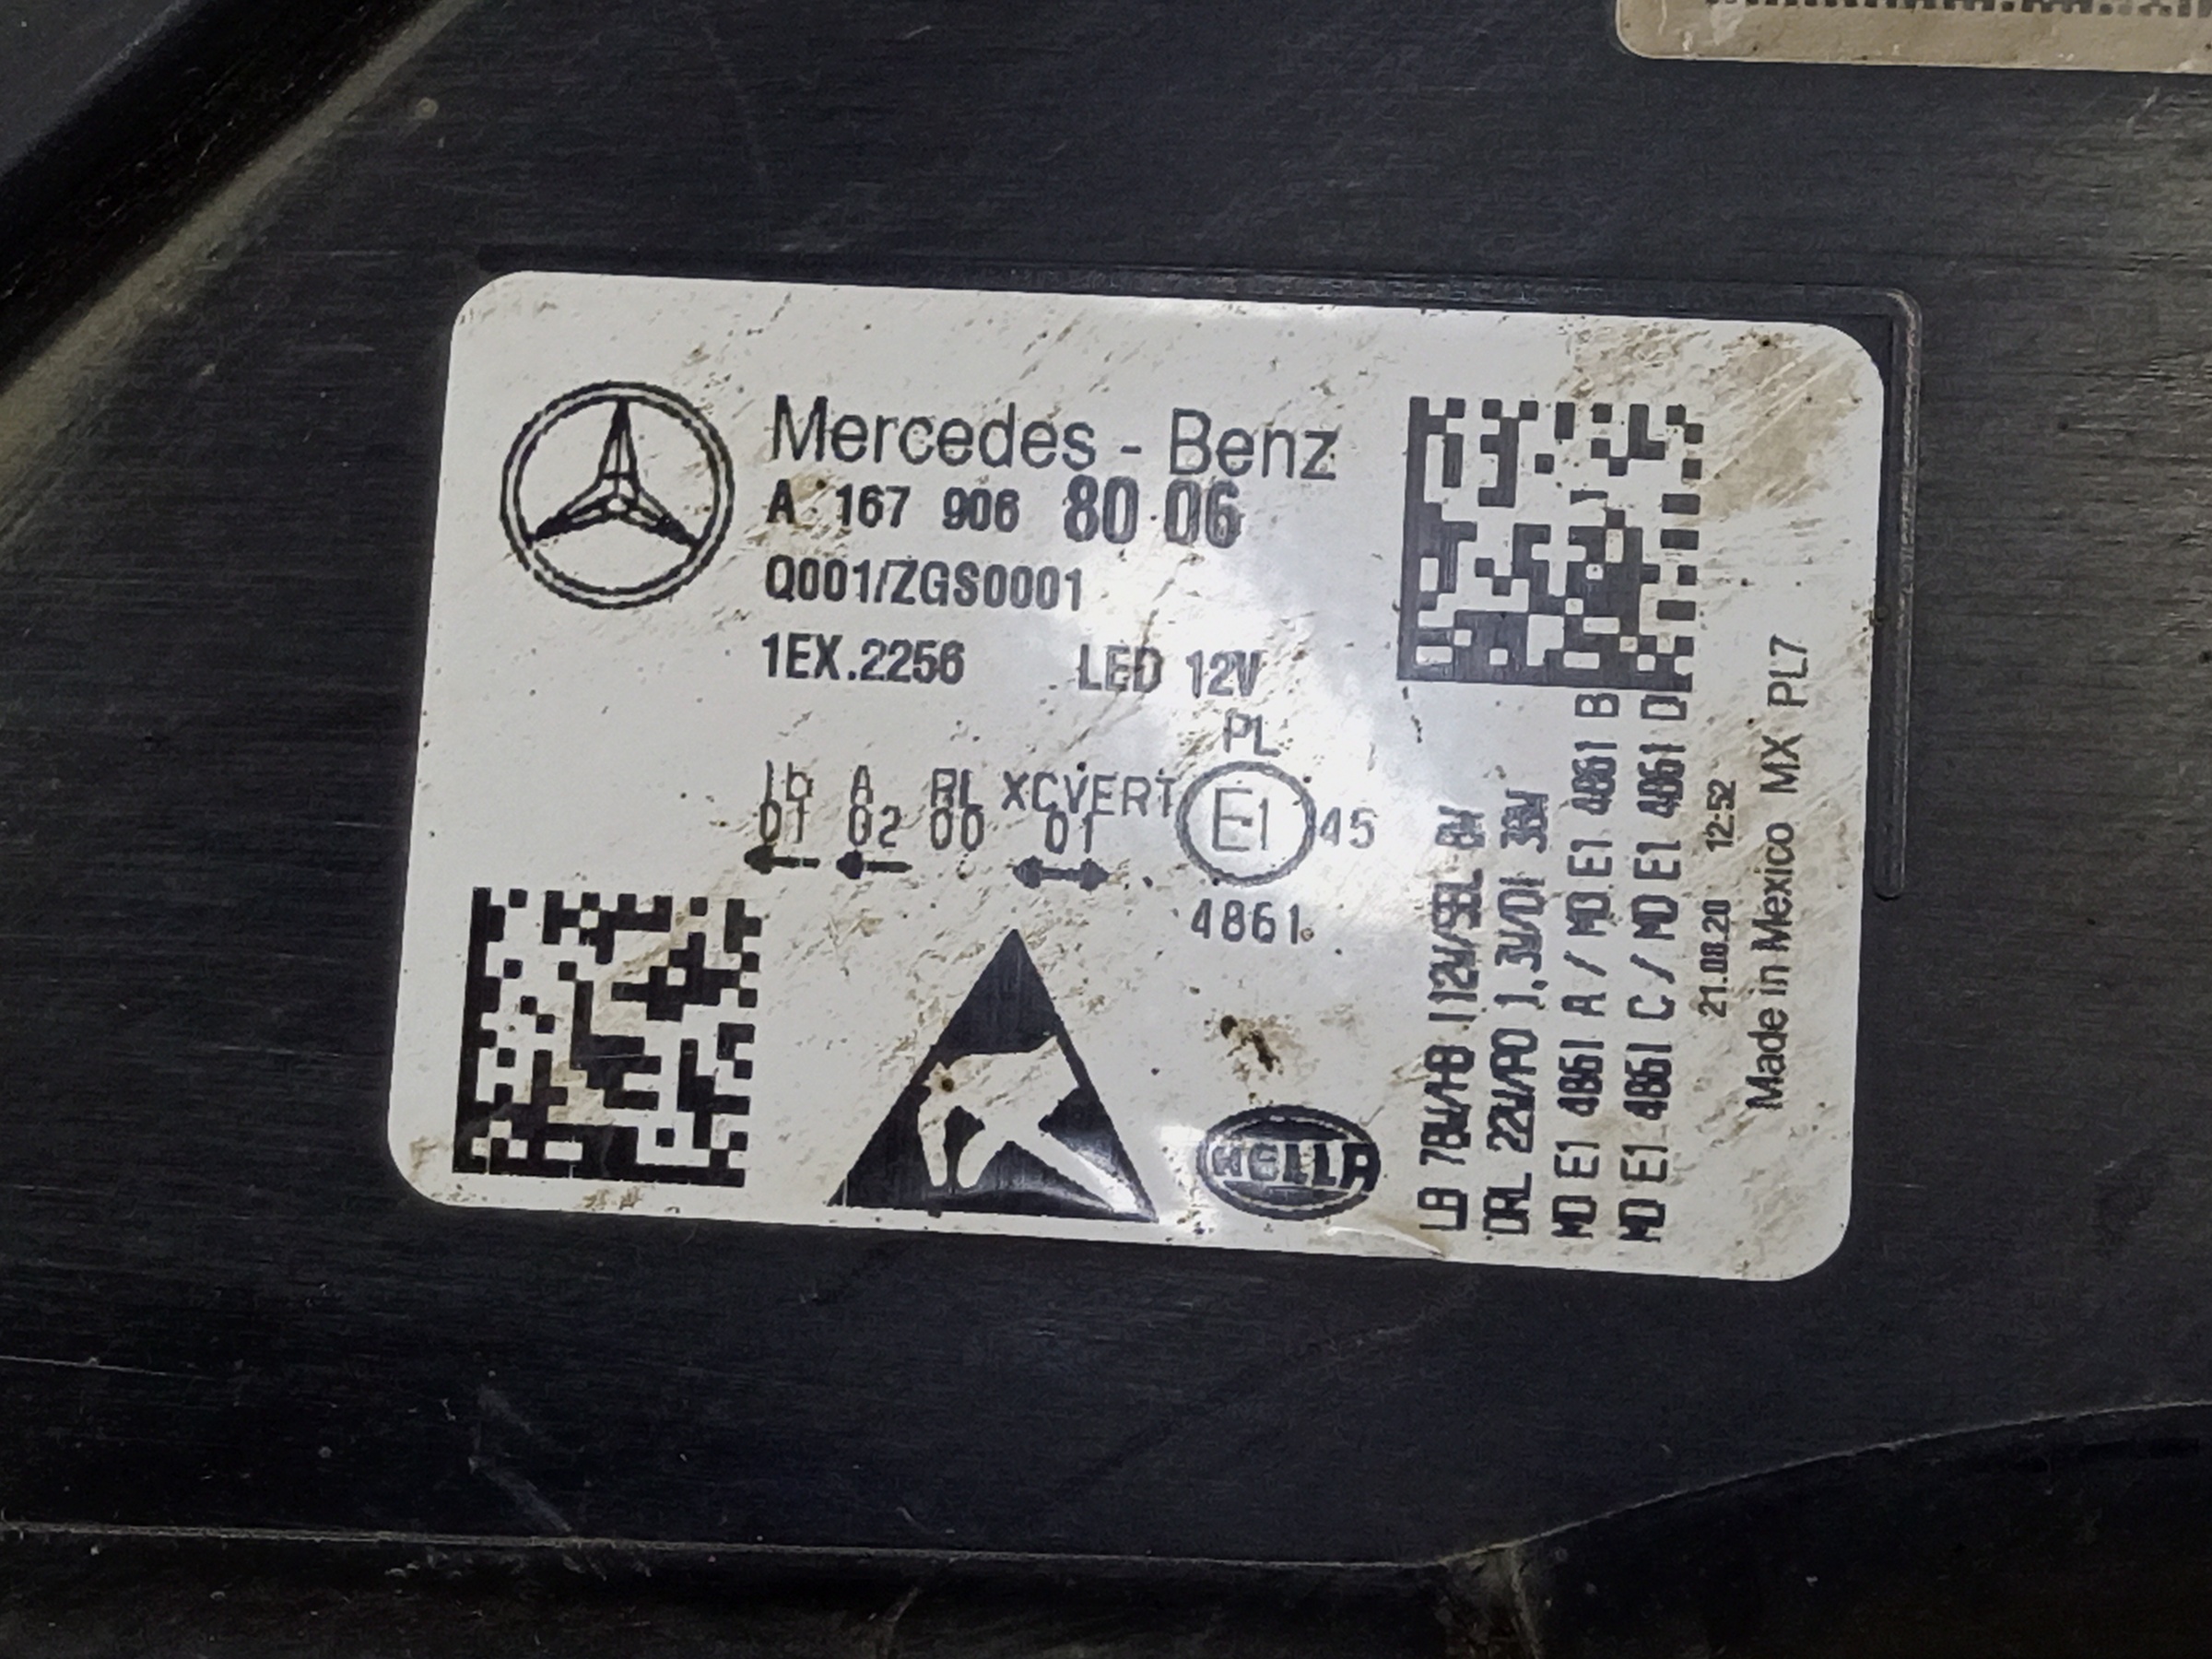 Mercedes - Benz
A 167 906 80 06
Q001/ZGS0001
1EX.2256 LED 12V
PL
1b A RL XCVERT
01 02 00 01
E1 45
4861
HELLA
LB 78W/HB 112W/SBL 8W
DRL 22W/PO 1,3W/DI 36W
MD E1 4861 A / MD E1 4861 B
MD E1 4861 C / MD E1 4861 D
21.08.20 12:52
Made in Mexico MX PL7